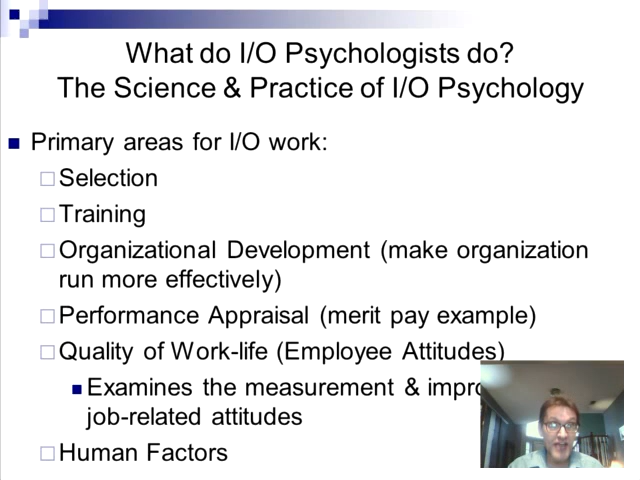 What do I/O Psychologists do?
The Science & Practice of I/O Psychology
Primary areas for I/O work:
Selection
Training
Organizational Development (make organization
run more effectively)
Performance Appraisal (merit pay example)
Quality of Work-life (Employee Attitudes)
Examines the measurement &
job-related attitudes
Human Factors